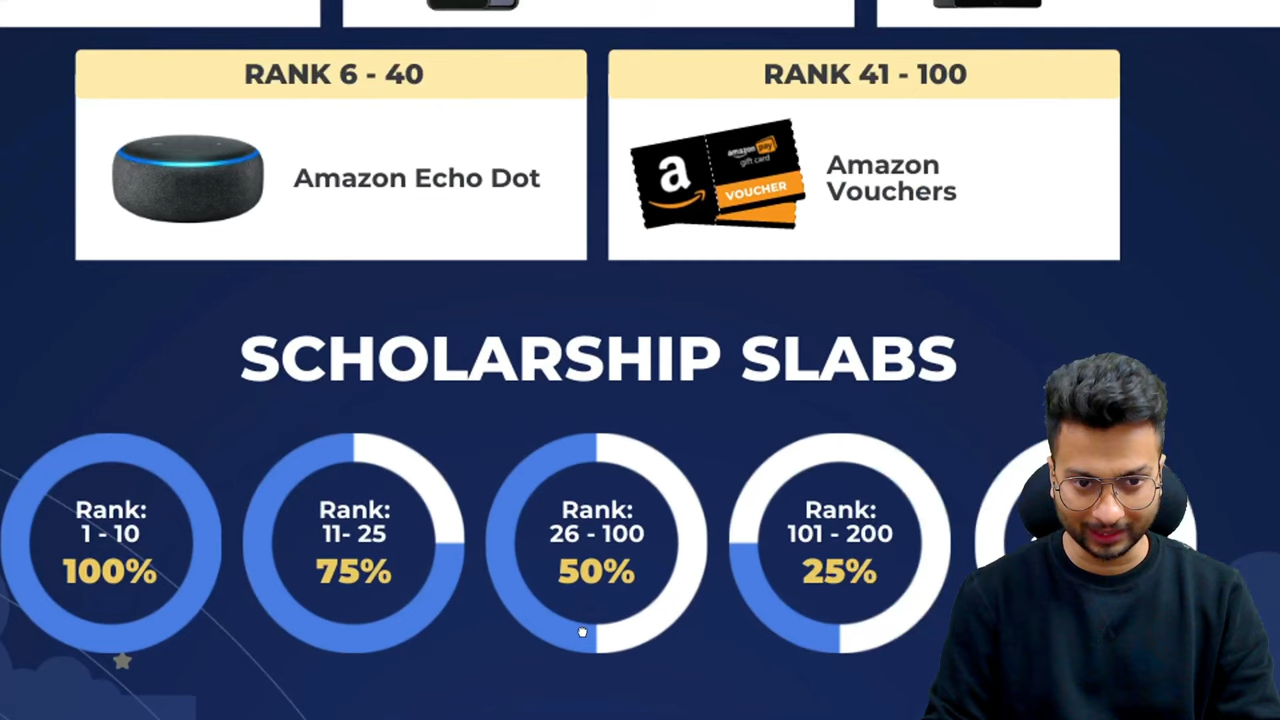 RANK 6 - 40
RANK 41 - 100
Amazon Echo Dot
a
amazon pay
gift card
VOUCHER
Amazon
Vouchers
SCHOLARSHIP SLABS
Rank:
1 - 10
100%
Rank:
11- 25
75%
Rank:
26 - 100
50%
Rank:
101 - 200
25%